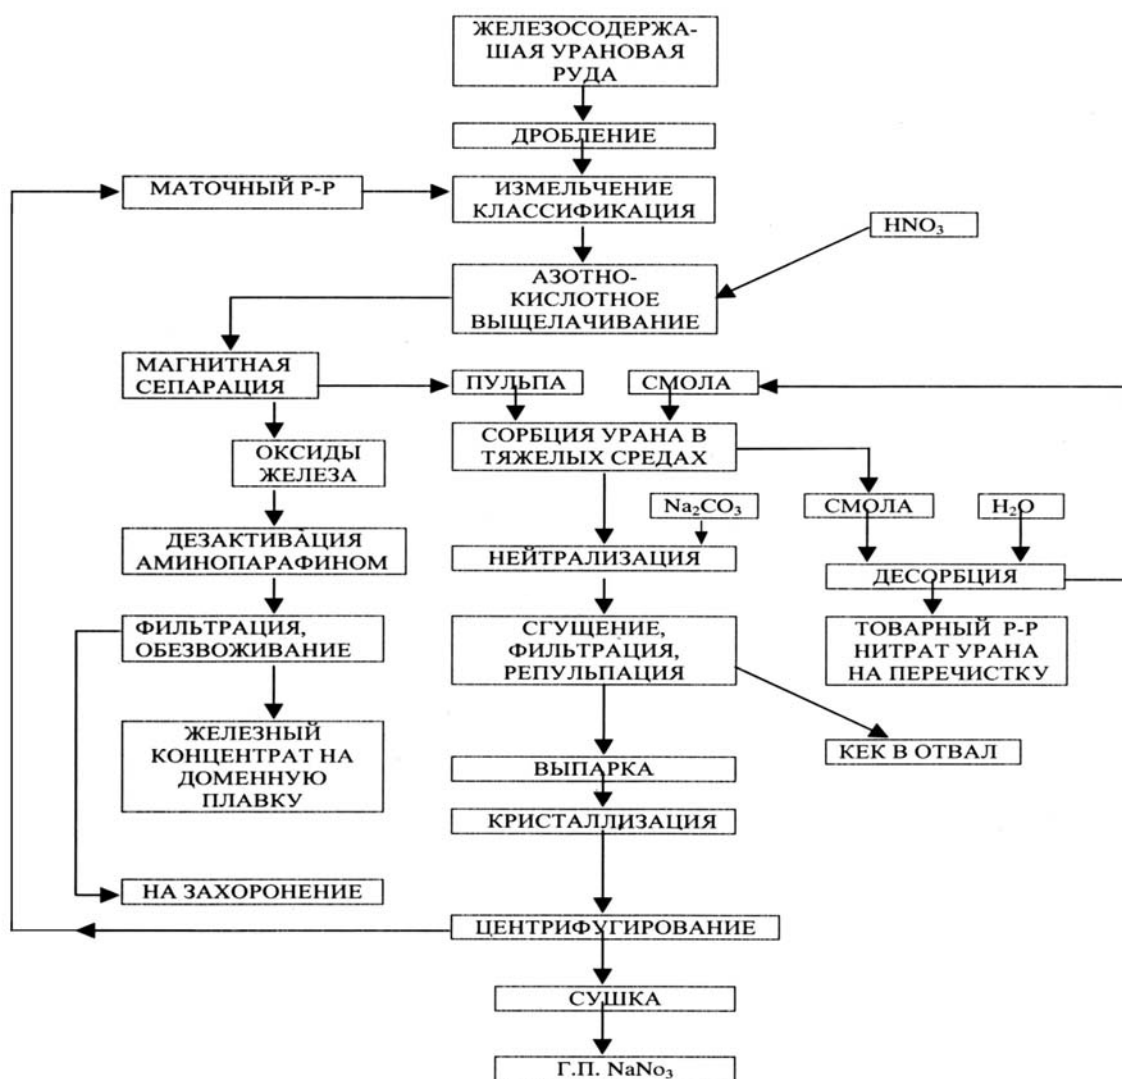 ЖЕЛЕЗОСОДЕРЖА-
ШАЯ УРАНОВАЯ
РУДА
ДРОБЛЕНИЕ
МАТОЧНЫЙ Р-Р
ИЗМЕЛЬЧЕНИЕ
КЛАССИФИКАЦИЯ
HNO₃
АЗОТНО-
КИСЛОТНОЕ
ВЫЩЕЛАЧИВАНИЕ
МАГНИТНАЯ
СЕПАРАЦИЯ
ПУЛЬПА
СМОЛА
СОРБЦИЯ УРАНА В
ТЯЖЕЛЫХ СРЕДАХ
ОКСИДЫ
ЖЕЛЕЗА
Na₂CO₃
СМОЛА
H₂O
ДЕЗАКТИВАЦИЯ
АМИНОПАРАФИНОМ
НЕЙТРАЛИЗАЦИЯ
ДЕСОРБЦИЯ
ФИЛЬТРАЦИЯ,
ОБЕЗВОЖИВАНИЕ
СГУЩЕНИЕ,
ФИЛЬТРАЦИЯ,
РЕПУЛЬПАЦИЯ
ТОВАРНЫЙ Р-Р
НИТРАТ УРАНА
НА ПЕРЕЧИСТКУ
ЖЕЛЕЗНЫЙ
КОНЦЕНТРАТ НА
ДОМЕННУЮ
ПЛАВКУ
КЕК В ОТВАЛ
ВЫПАРКА
КРИСТАЛЛИЗАЦИЯ
НА ЗАХОРОНЕНИЕ
ЦЕНТРИФУГИРОВАНИЕ
СУШКА
Г.П. NaNo₃